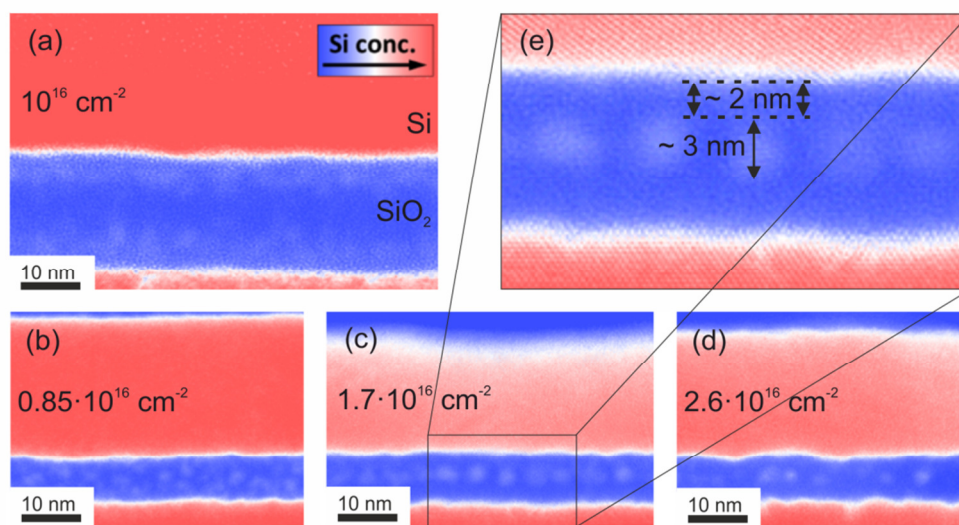 (a)
Si conc.
10¹⁶ cm⁻²
Si
SiO₂
10 nm
(e)
~ 2 nm
~ 3 nm
(b)
0.85·10¹⁶ cm⁻²
10 nm
(c)
1.7·10¹⁶ cm⁻²
10 nm
(d)
2.6·10¹⁶ cm⁻²
10 nm